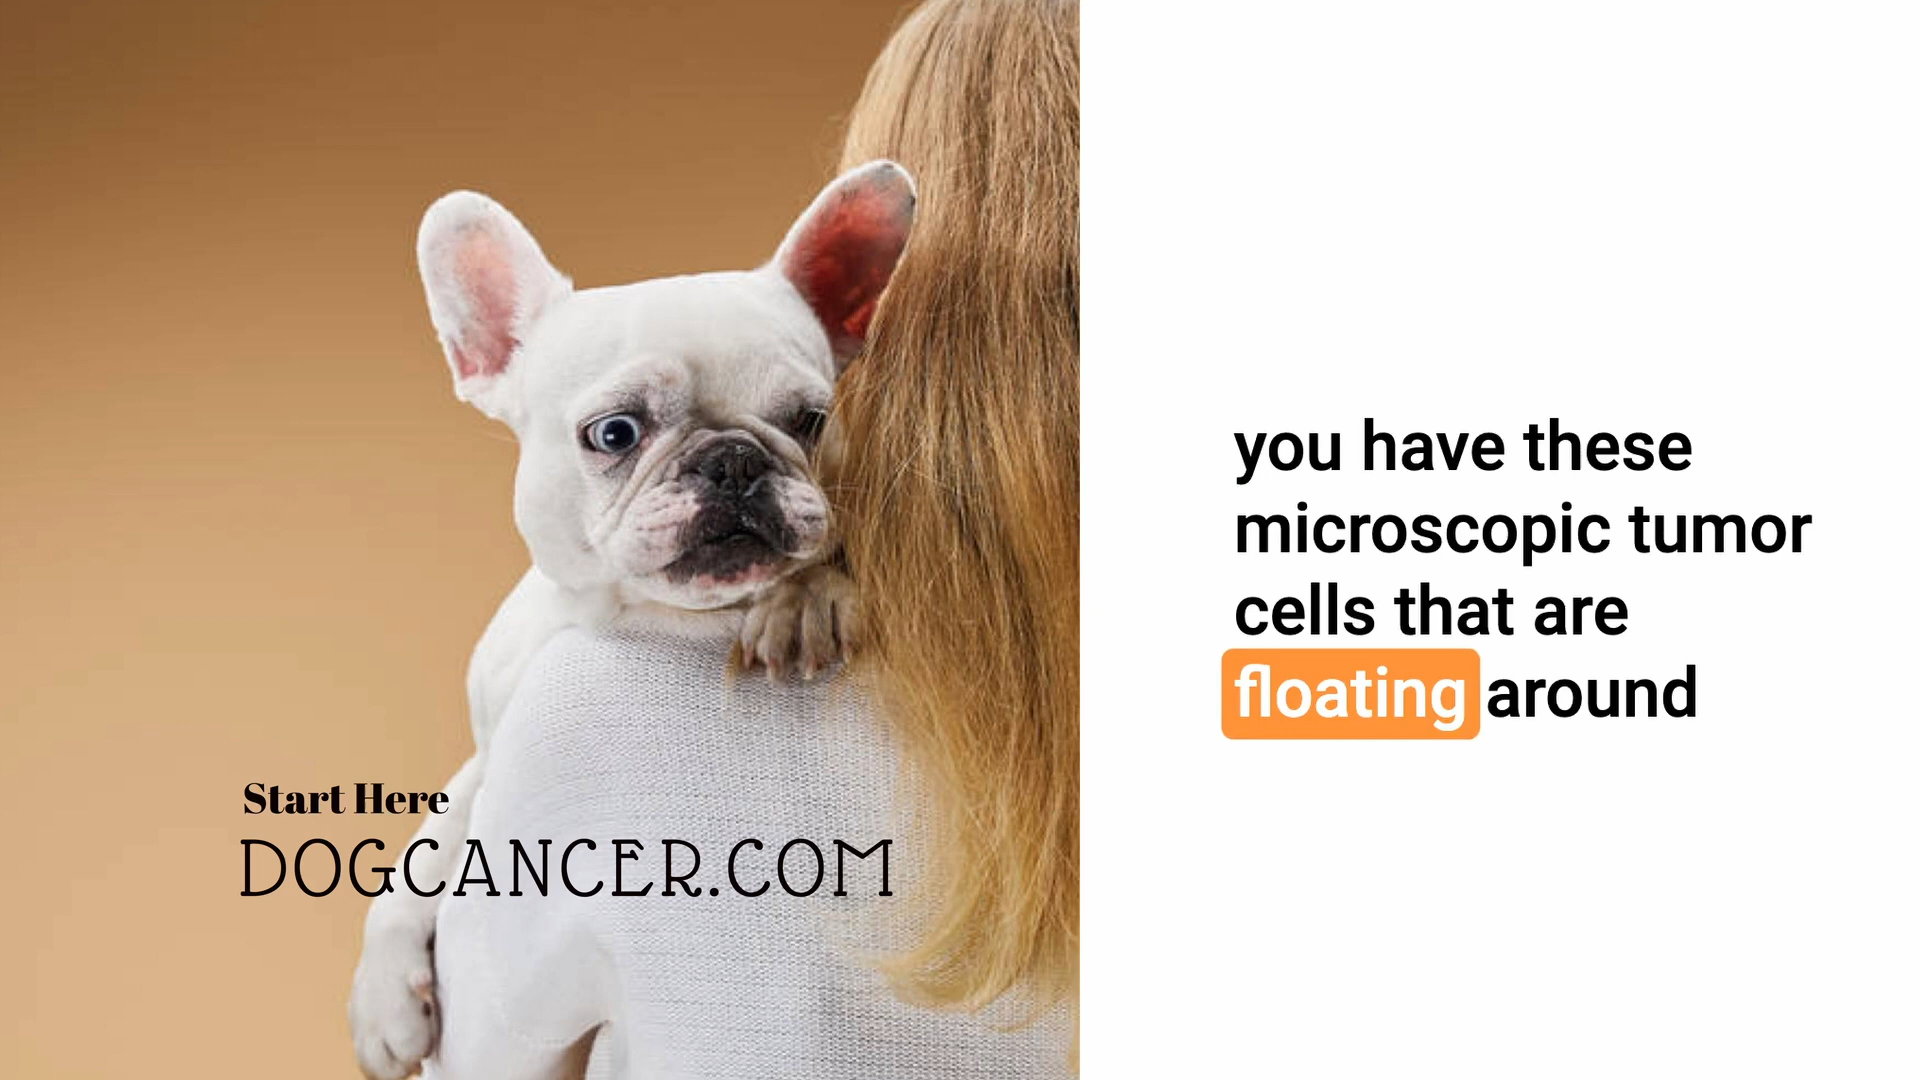 Start Here
DOGCANCER.COM
you have these
microscopic tumor
cells that are
floating around